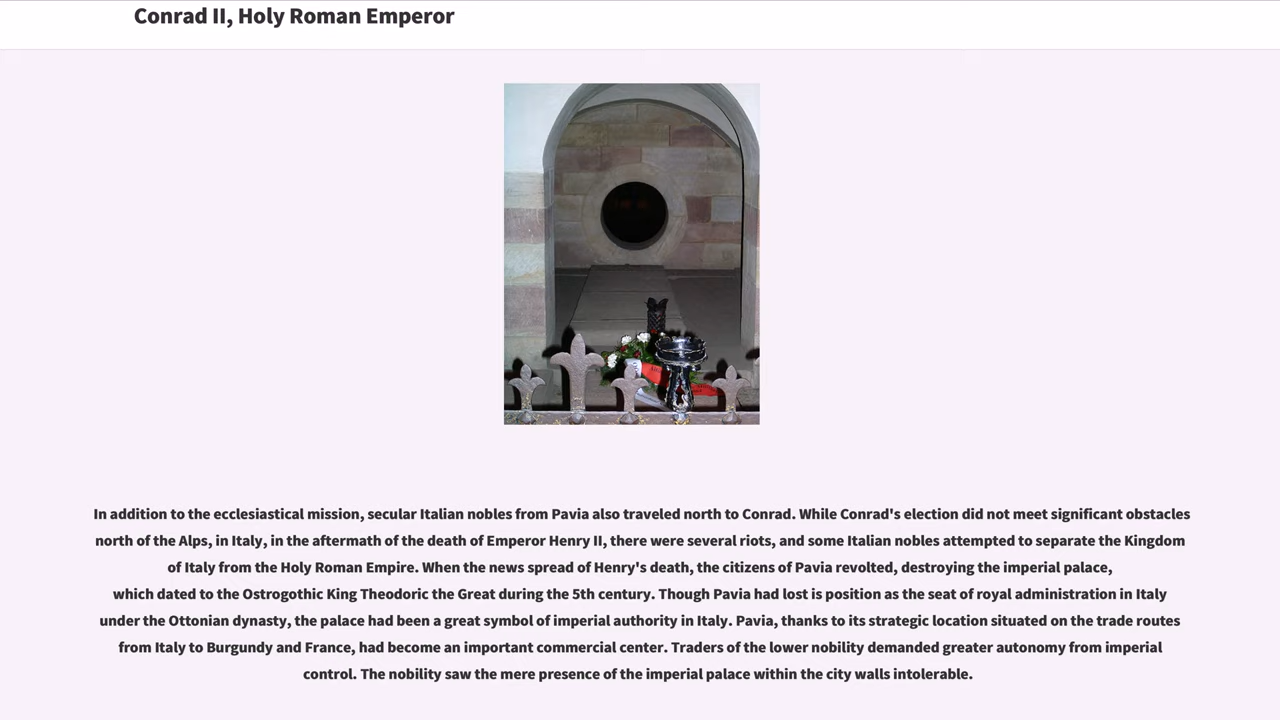 Conrad II, Holy Roman Emperor
In addition to the ecclesiastical mission, secular Italian nobles from Pavia also traveled north to Conrad. While Conrad's election did not meet significant obstacles
north of the Alps, in Italy, in the aftermath of the death of Emperor Henry II, there were several riots, and some Italian nobles attempted to separate the Kingdom
of Italy from the Holy Roman Empire. When the news spread of Henry's death, the citizens of Pavia revolted, destroying the imperial palace,
which dated to the Ostrogothic King Theodoric the Great during the 5th century. Though Pavia had lost is position as the seat of royal administration in Italy
under the Ottonian dynasty, the palace had been a great symbol of imperial authority in Italy. Pavia, thanks to its strategic location situated on the trade routes
from Italy to Burgundy and France, had become an important commercial center. Traders of the lower nobility demanded greater autonomy from imperial
control. The nobility saw the mere presence of the imperial palace within the city walls intolerable.